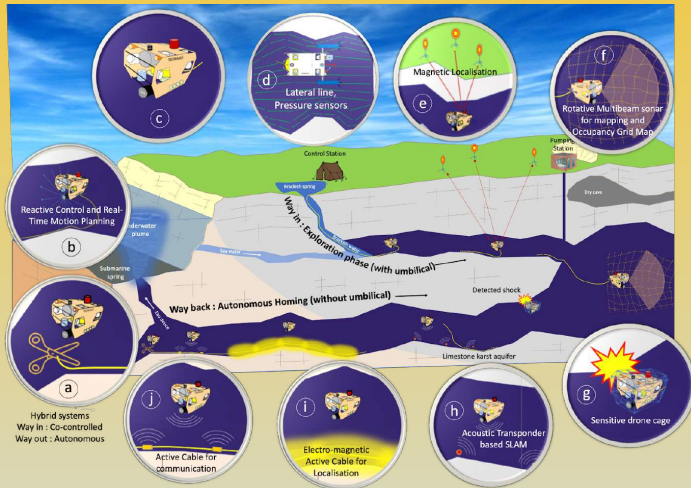 c
d
Lateral line,
Pressure sensors
Magnetic Localisation
e
f
Rotative Multibeam sonar
for mapping and
Occupancy Grid Map
Control Station
Pumping
Station
Brackish spring
Dry cave
b
Reactive Control and Real-
Time Motion Planning
Underwater
plume
Submarine
spring
Sea Water
Way in : Exploration phase (with umbilical)
Way back : Autonomous Homing (without umbilical)
Detected shock
Limestone karst aquifer
a
Hybrid systems
Way in : Co-controlled
Way out : Autonomous
j
Active Cable for
communication
i
Electro-magnetic
Active Cable for
Localisation
h
Acoustic Transponder
based SLAM
g
Sensitive drone cage